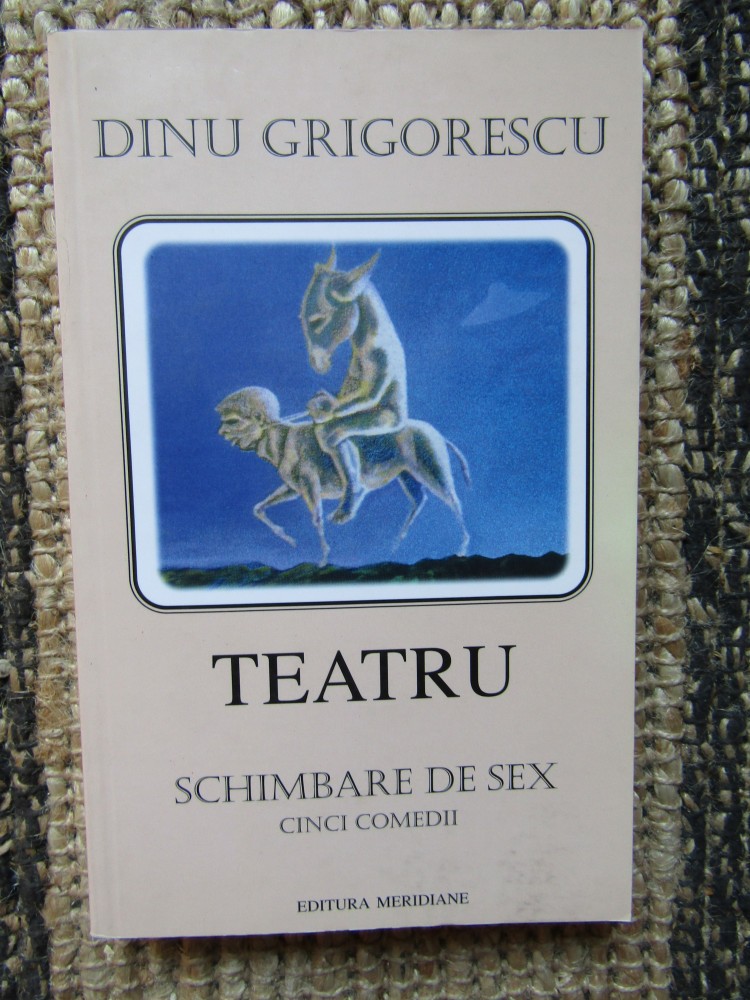 DINU GRIGORESCU
TEATRU
SCHIMBARE DE SEX
CINCI COMEDII
EDITURA MERIDIANE